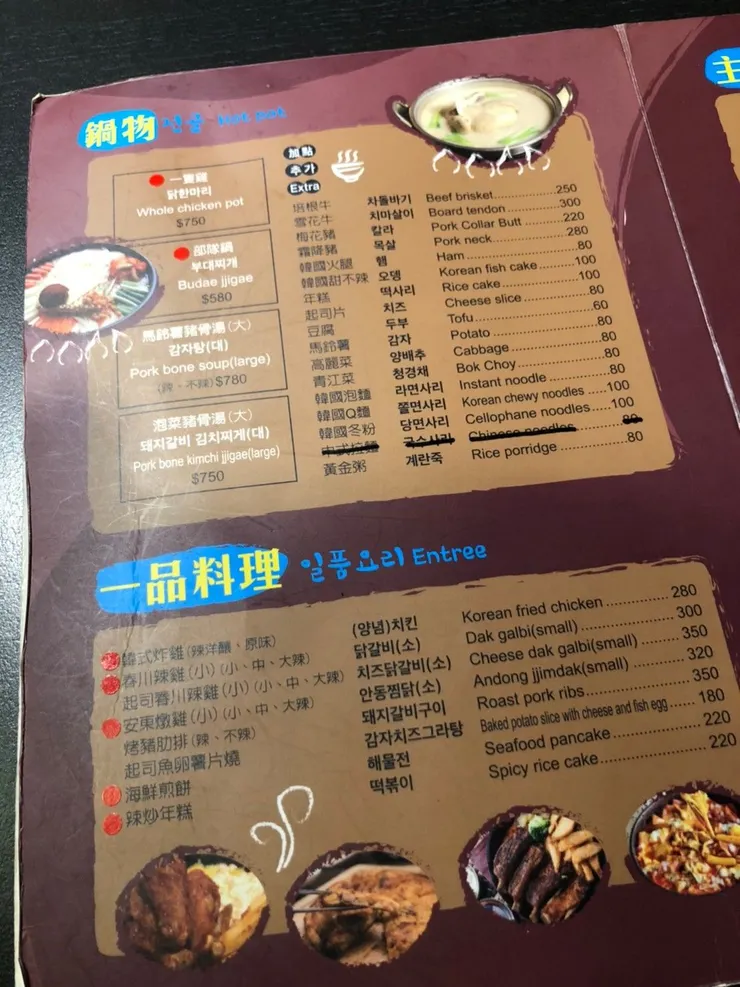 鍋物 전골 Hot pot
一隻雞
닭한마리
Whole chicken pot
$750
部隊鍋
부대찌개
Budae jjigae
$580
馬鈴薯豬骨湯(大)
감자탕(대)
Pork bone soup(large)
(辣、不辣)$780
泡菜豬骨湯(大)
돼지갈비 김치찌게(대)
Pork bone kimchi jjigae(large)
$750
加點
추가
Extra
培根牛 차돌바기 Beef brisket 250
雪花牛 치마살이 Board tendon 300
梅花豬 칼라 Pork Collar Butt 220
霜降豬 목살 Pork neck 280
韓國火腿 햄 Ham 80
韓國甜不辣 오뎅 Korean fish cake 100
年糕 떡사리 Rice cake 100
起司片 치즈 Cheese slice 80
豆腐 두부 Tofu 60
馬鈴薯 감자 Potato 80
高麗菜 양배추 Cabbage 80
青江菜 청경채 Bok Choy 80
韓國泡麵 라면사리 Instant noodle 80
韓國Q麵 쫄면사리 Korean chewy noodles 100
韓國冬粉 당면사리 Cellophane noodles 100
中式拉麵 국수사리 Chinese noodles 80
黃金粥 계란죽 Rice porridge 80
一品料理 일품요리 Entree
韓式炸雞(辣洋釀、原味) (양념)치킨 Korean fried chicken 280
春川辣雞(小)(小、中、大辣) 닭갈비(소) Dak galbi(small) 300
起司春川辣雞(小)(小、中、大辣) 치즈닭갈비(소) Cheese dak galbi(small) 350
安東燉雞(小)(小、中、大辣) 안동찜닭(소) Andong jjimdak(small) 320
烤豬肋排(辣、不辣) 돼지갈비구이 Roast pork ribs 350
起司魚卵薯片燒 감자치즈그라탕 Baked potato slice with cheese and fish egg 180
海鮮煎餅 해물전 Seafood pancake 220
辣炒年糕 떡볶이 Spicy rice cake 220
主